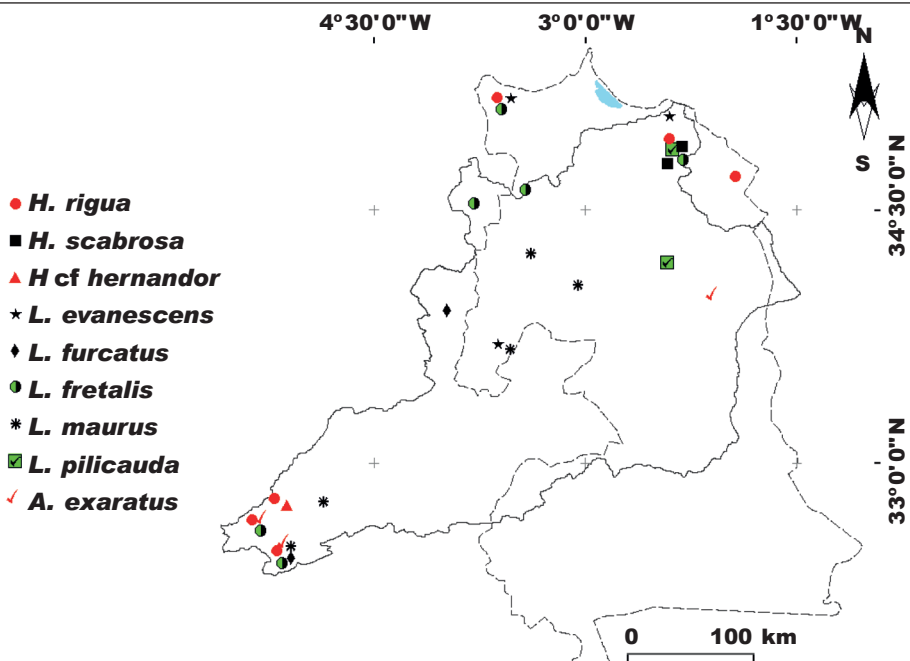 4°30'0"W 3°0'0"W 1°30'0"W
N
S
34°30'0"N
33°0'0"N
H. rigua
H. scabrosa
H cf hernandor
L. evanescens
L. furcatus
L. fretalis
L. maurus
L. pilicauda
A. exaratus
0 100 km